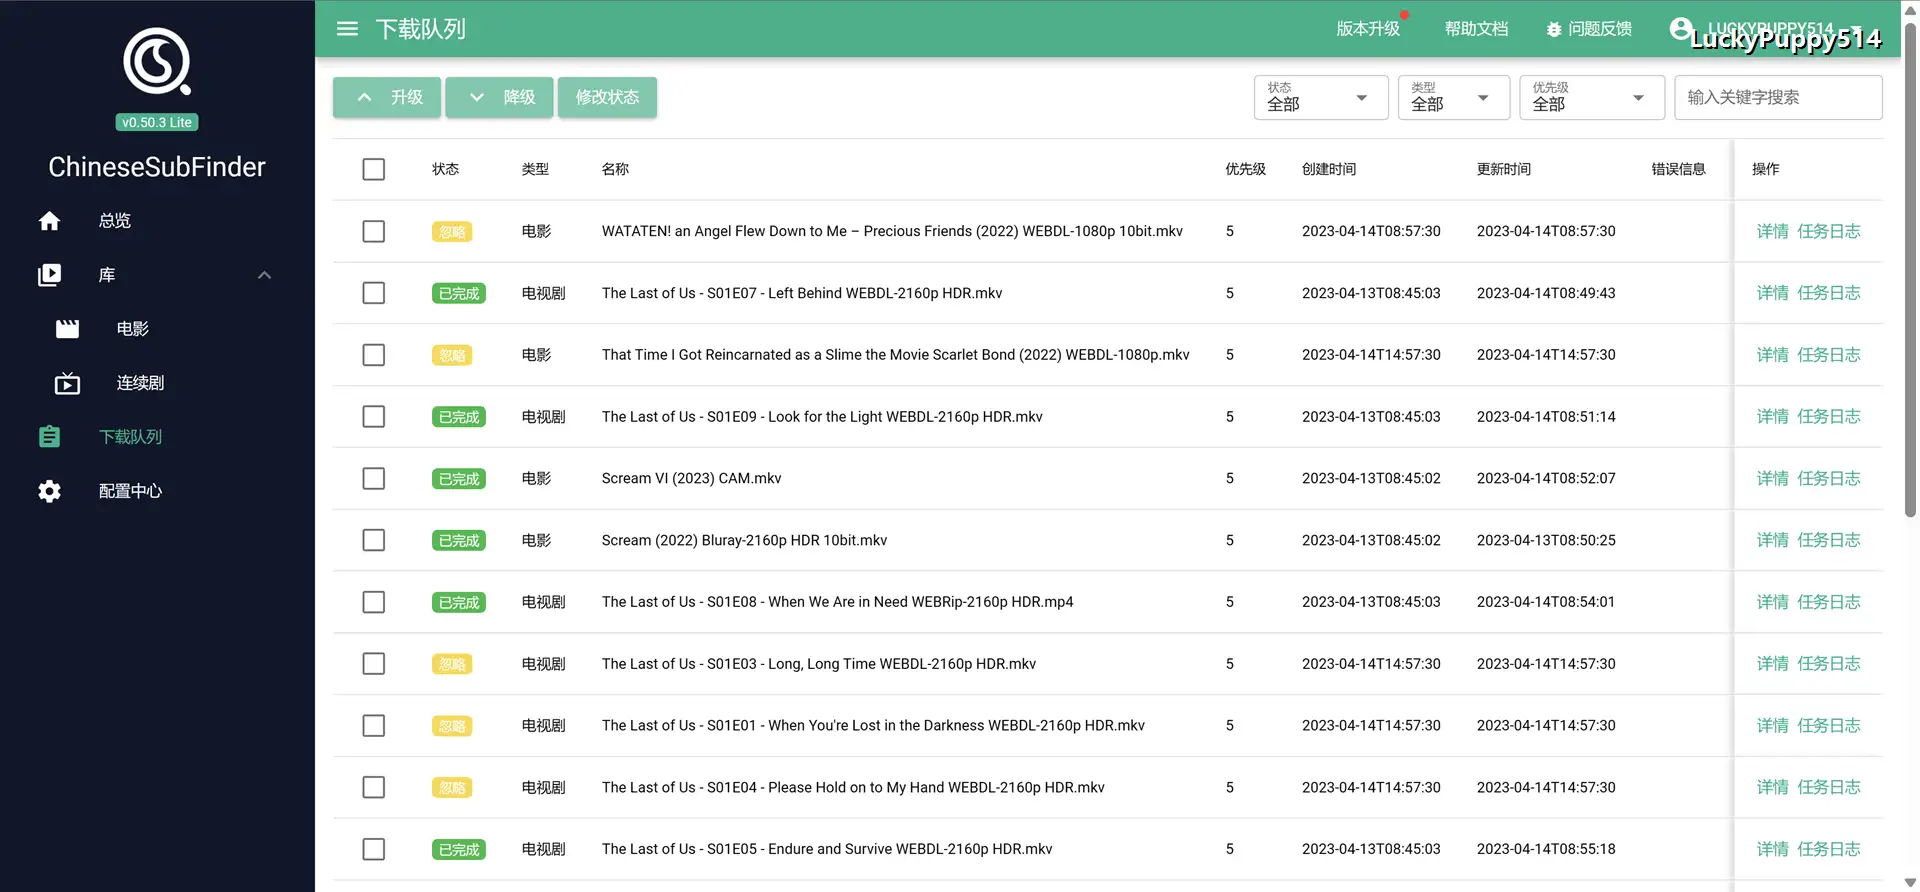 下载队列
版本升级 帮助文档 问题反馈 LUCKYPUPPY514
LuckyPuppy514
v0.50.3 Lite
ChineseSubFinder
总览
库
电影
连续剧
下载队列
配置中心
升级 降级 修改状态
状态 全部 类型 全部 优先级 全部 输入关键字搜索
状态 类型 名称 优先级 创建时间 更新时间 错误信息 操作
忽略 电影 WATATEN! an Angel Flew Down to Me – Precious Friends (2022) WEBDL-1080p 10bit.mkv 5 2023-04-14T08:57:30 2023-04-14T08:57:30 详情 任务日志
已完成 电视剧 The Last of Us - S01E07 - Left Behind WEBDL-2160p HDR.mkv 5 2023-04-13T08:45:03 2023-04-14T08:49:43 详情 任务日志
忽略 电影 That Time I Got Reincarnated as a Slime the Movie Scarlet Bond (2022) WEBDL-1080p.mkv 5 2023-04-14T14:57:30 2023-04-14T14:57:30 详情 任务日志
已完成 电视剧 The Last of Us - S01E09 - Look for the Light WEBDL-2160p HDR.mkv 5 2023-04-13T08:45:03 2023-04-14T08:51:14 详情 任务日志
已完成 电影 Scream VI (2023) CAM.mkv 5 2023-04-13T08:45:02 2023-04-14T08:52:07 详情 任务日志
已完成 电影 Scream (2022) Bluray-2160p HDR 10bit.mkv 5 2023-04-13T08:45:02 2023-04-13T08:50:25 详情 任务日志
已完成 电视剧 The Last of Us - S01E08 - When We Are in Need WEBRip-2160p HDR.mp4 5 2023-04-13T08:45:03 2023-04-14T08:54:01 详情 任务日志
忽略 电视剧 The Last of Us - S01E03 - Long, Long Time WEBDL-2160p HDR.mkv 5 2023-04-14T14:57:30 2023-04-14T14:57:30 详情 任务日志
忽略 电视剧 The Last of Us - S01E01 - When You're Lost in the Darkness WEBDL-2160p HDR.mkv 5 2023-04-14T14:57:30 2023-04-14T14:57:30 详情 任务日志
忽略 电视剧 The Last of Us - S01E04 - Please Hold on to My Hand WEBDL-2160p HDR.mkv 5 2023-04-14T14:57:30 2023-04-14T14:57:30 详情 任务日志
已完成 电视剧 The Last of Us - S01E05 - Endure and Survive WEBDL-2160p HDR.mkv 5 2023-04-13T08:45:03 2023-04-14T08:55:18 详情 任务日志